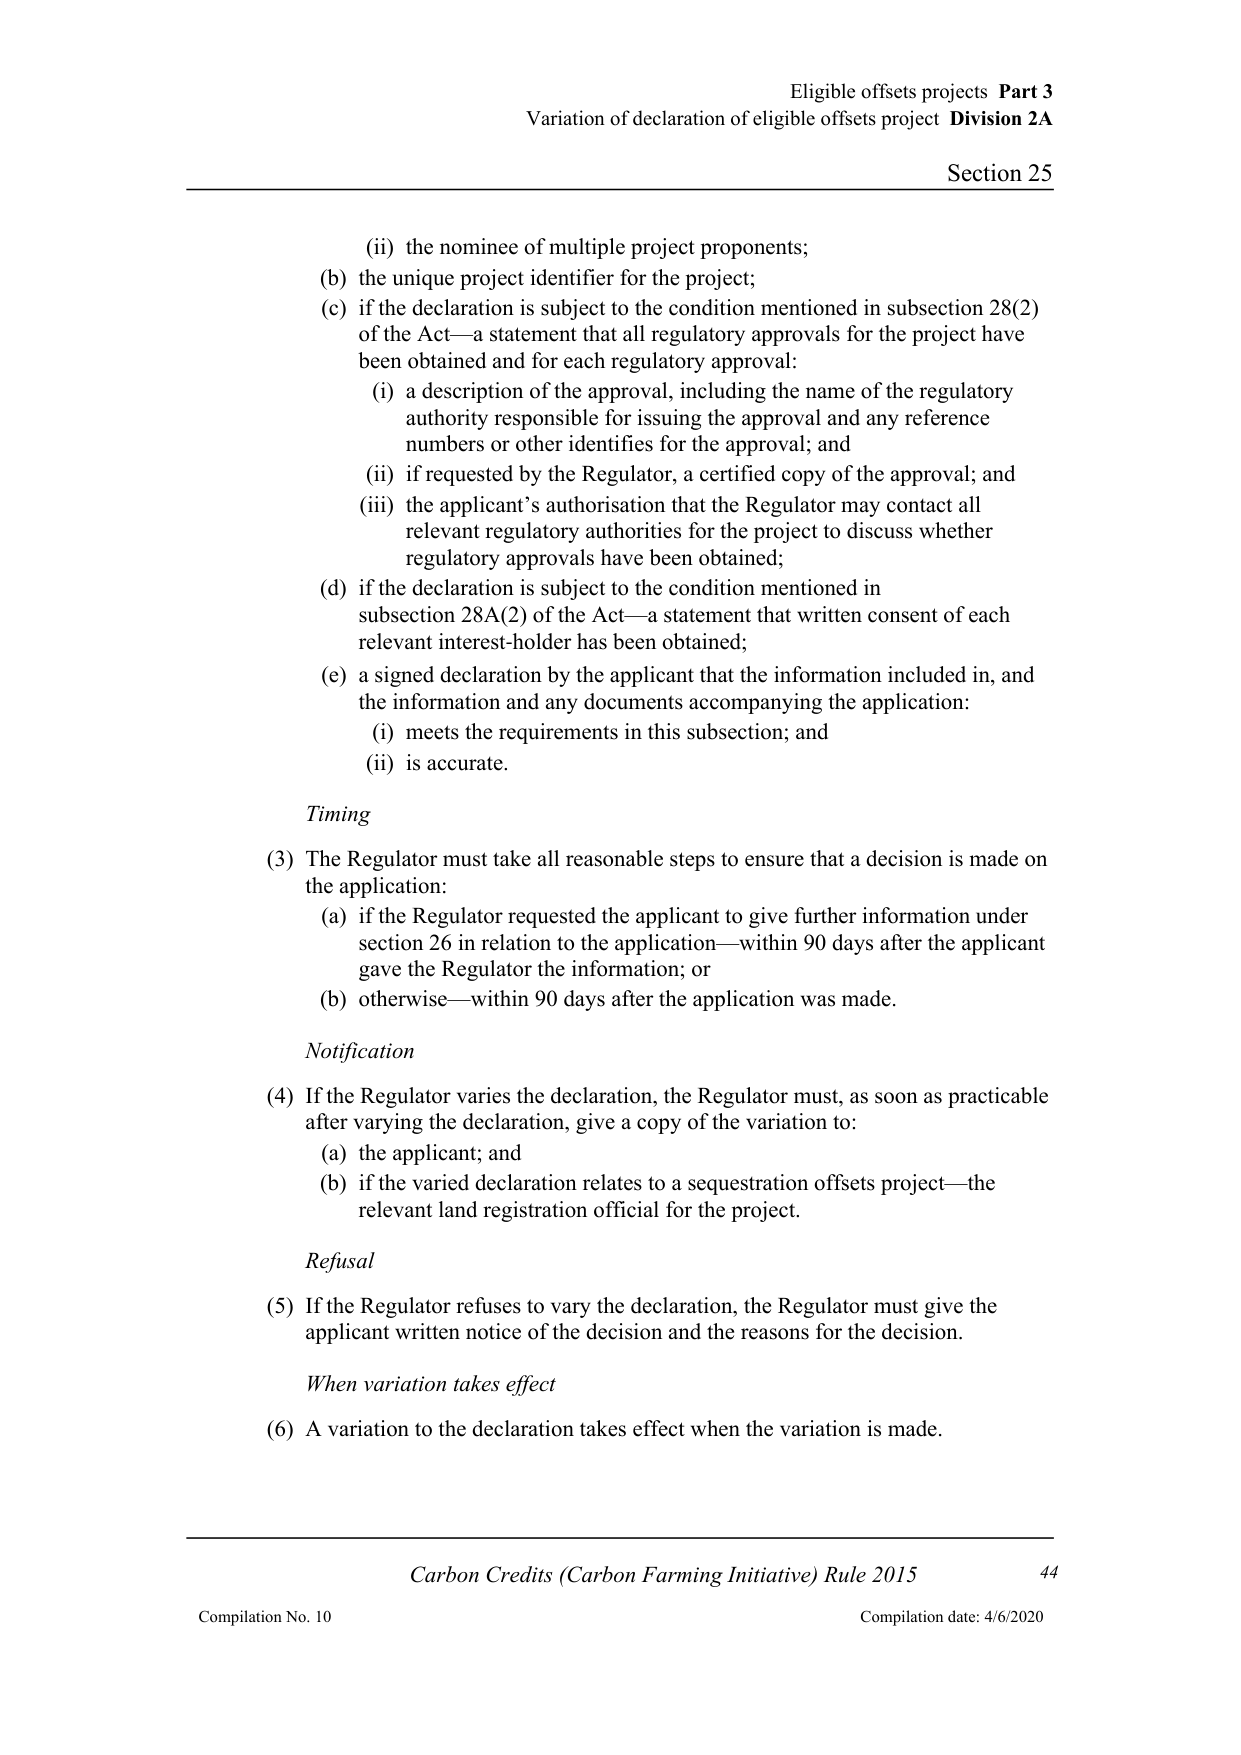 Eligible offsets projects Part 3
Variation of declaration of eligible offsets project Division 2A
Section 25
(ii) the nominee of multiple project proponents;
(b) the unique project identifier for the project;
(c) if the declaration is subject to the condition mentioned in subsection 28(2)
of the Act—a statement that all regulatory approvals for the project have
been obtained and for each regulatory approval:
(i) a description of the approval, including the name of the regulatory
authority responsible for issuing the approval and any reference
numbers or other identifies for the approval; and
(ii) if requested by the Regulator, a certified copy of the approval; and
(iii) the applicant’s authorisation that the Regulator may contact all
relevant regulatory authorities for the project to discuss whether
regulatory approvals have been obtained;
(d) if the declaration is subject to the condition mentioned in
subsection 28A(2) of the Act—a statement that written consent of each
relevant interest-holder has been obtained;
(e) a signed declaration by the applicant that the information included in, and
the information and any documents accompanying the application:
(i) meets the requirements in this subsection; and
(ii) is accurate.
Timing
(3) The Regulator must take all reasonable steps to ensure that a decision is made on
the application:
(a) if the Regulator requested the applicant to give further information under
section 26 in relation to the application—within 90 days after the applicant
gave the Regulator the information; or
(b) otherwise—within 90 days after the application was made.
Notification
(4) If the Regulator varies the declaration, the Regulator must, as soon as practicable
after varying the declaration, give a copy of the variation to:
(a) the applicant; and
(b) if the varied declaration relates to a sequestration offsets project—the
relevant land registration official for the project.
Refusal
(5) If the Regulator refuses to vary the declaration, the Regulator must give the
applicant written notice of the decision and the reasons for the decision.
When variation takes effect
(6) A variation to the declaration takes effect when the variation is made.
Carbon Credits (Carbon Farming Initiative) Rule 2015 44
Compilation No. 10 Compilation date: 4/6/2020